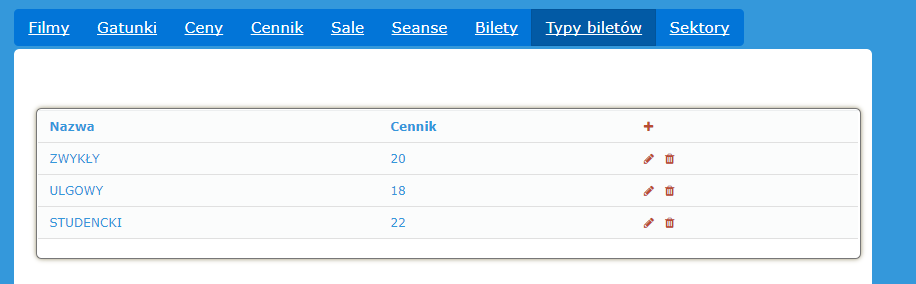 Filmy Gatunki Ceny Cennik Sale Seanse Bilety Typy biletów Sektory
Nazwa Cennik
ZWYKŁY 20
ULGOWY 18
STUDENCKI 22